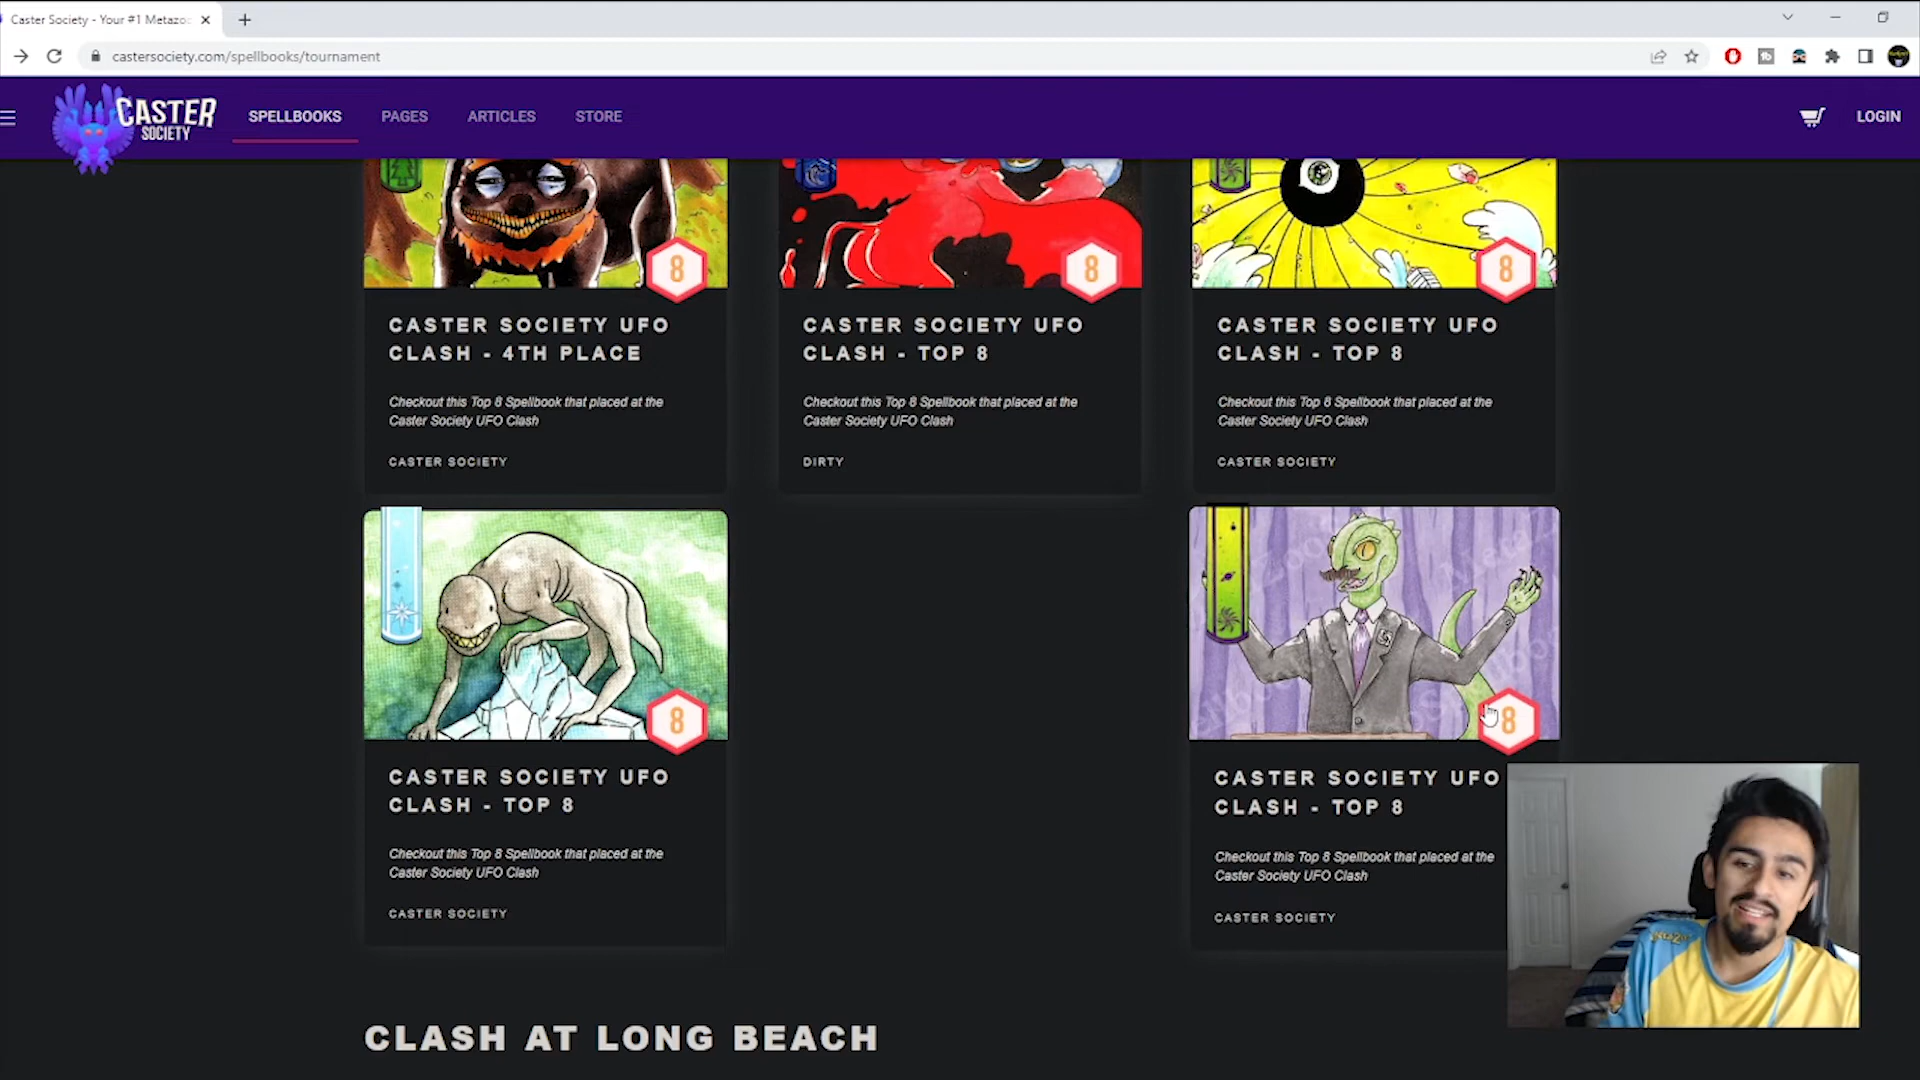 Caster Society - Your #1 Metazo
castersociety.com/spellbooks/tournament
CASTER
SOCIETY
SPELLBOOKS
PAGES
ARTICLES
STORE
LOGIN
8
8
8
CASTER SOCIETY UFO
CLASH - 4TH PLACE
Checkout this Top 8 Spellbook that placed at the
Caster Society UFO Clash
CASTER SOCIETY
CASTER SOCIETY UFO
CLASH - TOP 8
Checkout this Top 8 Spellbook that placed at the
Caster Society UFO Clash
DIRTY
CASTER SOCIETY UFO
CLASH - TOP 8
Checkout this Top 8 Spellbook that placed at the
Caster Society UFO Clash
CASTER SOCIETY
8
CASTER SOCIETY UFO
CLASH - TOP 8
Checkout this Top 8 Spellbook that placed at the
Caster Society UFO Clash
CASTER SOCIETY
8
CASTER SOCIETY UFO
CLASH - TOP 8
Checkout this Top 8 Spellbook that placed at the
Caster Society UFO Clash
CASTER SOCIETY
CLASH AT LONG BEACH